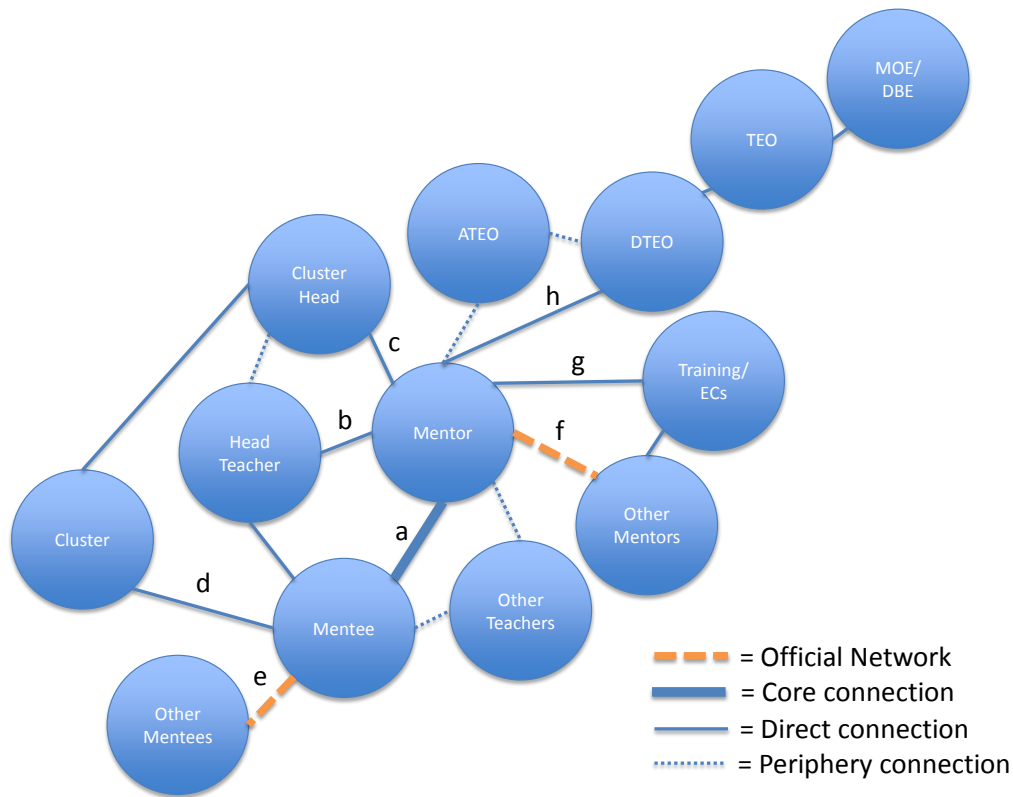 MOE/
DBE
TEO
ATEO
DTEO
Cluster
Head
h
c
g
Training/
ECs
b
Mentor
f
Head
Teacher
a
Other
Mentors
Cluster
d
Mentee
Other
Teachers
e
Other
Mentees
= Official Network
= Core connection
= Direct connection
= Periphery connection